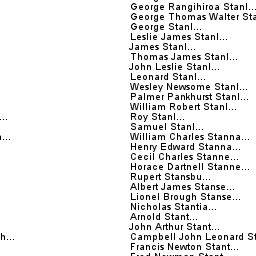 George Rangihiroa Stanl...
George Thomas Walter Sta
George Stanl...
Leslie James Stanl...
James Stanl...
Thomas James Stanl...
John Leslie Stanl...
Leonard Stanl...
Wesley Newsome Stanl...
Palmer Pankhurst Stanl...
William Robert Stanl...
...
Roy Stanl...
Samuel Stanl...
...
William Charles Stanna...
Henry Edward Stanna...
Cecil Charles Stanne...
Horace Dartnell Stanne...
Rupert Stansbu...
Albert James Stanse...
Lionel Brough Stanse...
Nicholas Stantia...
Arnold Stant...
John Arthur Stant...
h...
Campbell John Leonard St
Francis Newton Stant...
Fred Newman Stant...